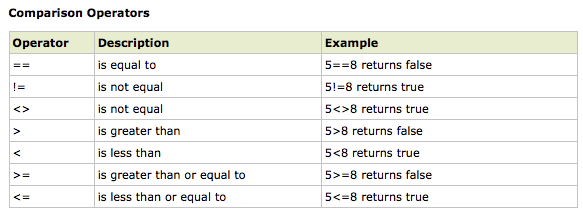 Comparison Operators
Operator Description Example
== is equal to 5==8 returns false
!= is not equal 5!=8 returns true
<> is not equal 5<>8 returns true
> is greater than 5>8 returns false
< is less than 5<8 returns true
>= is greater than or equal to 5>=8 returns false
<= is less than or equal to 5<=8 returns true